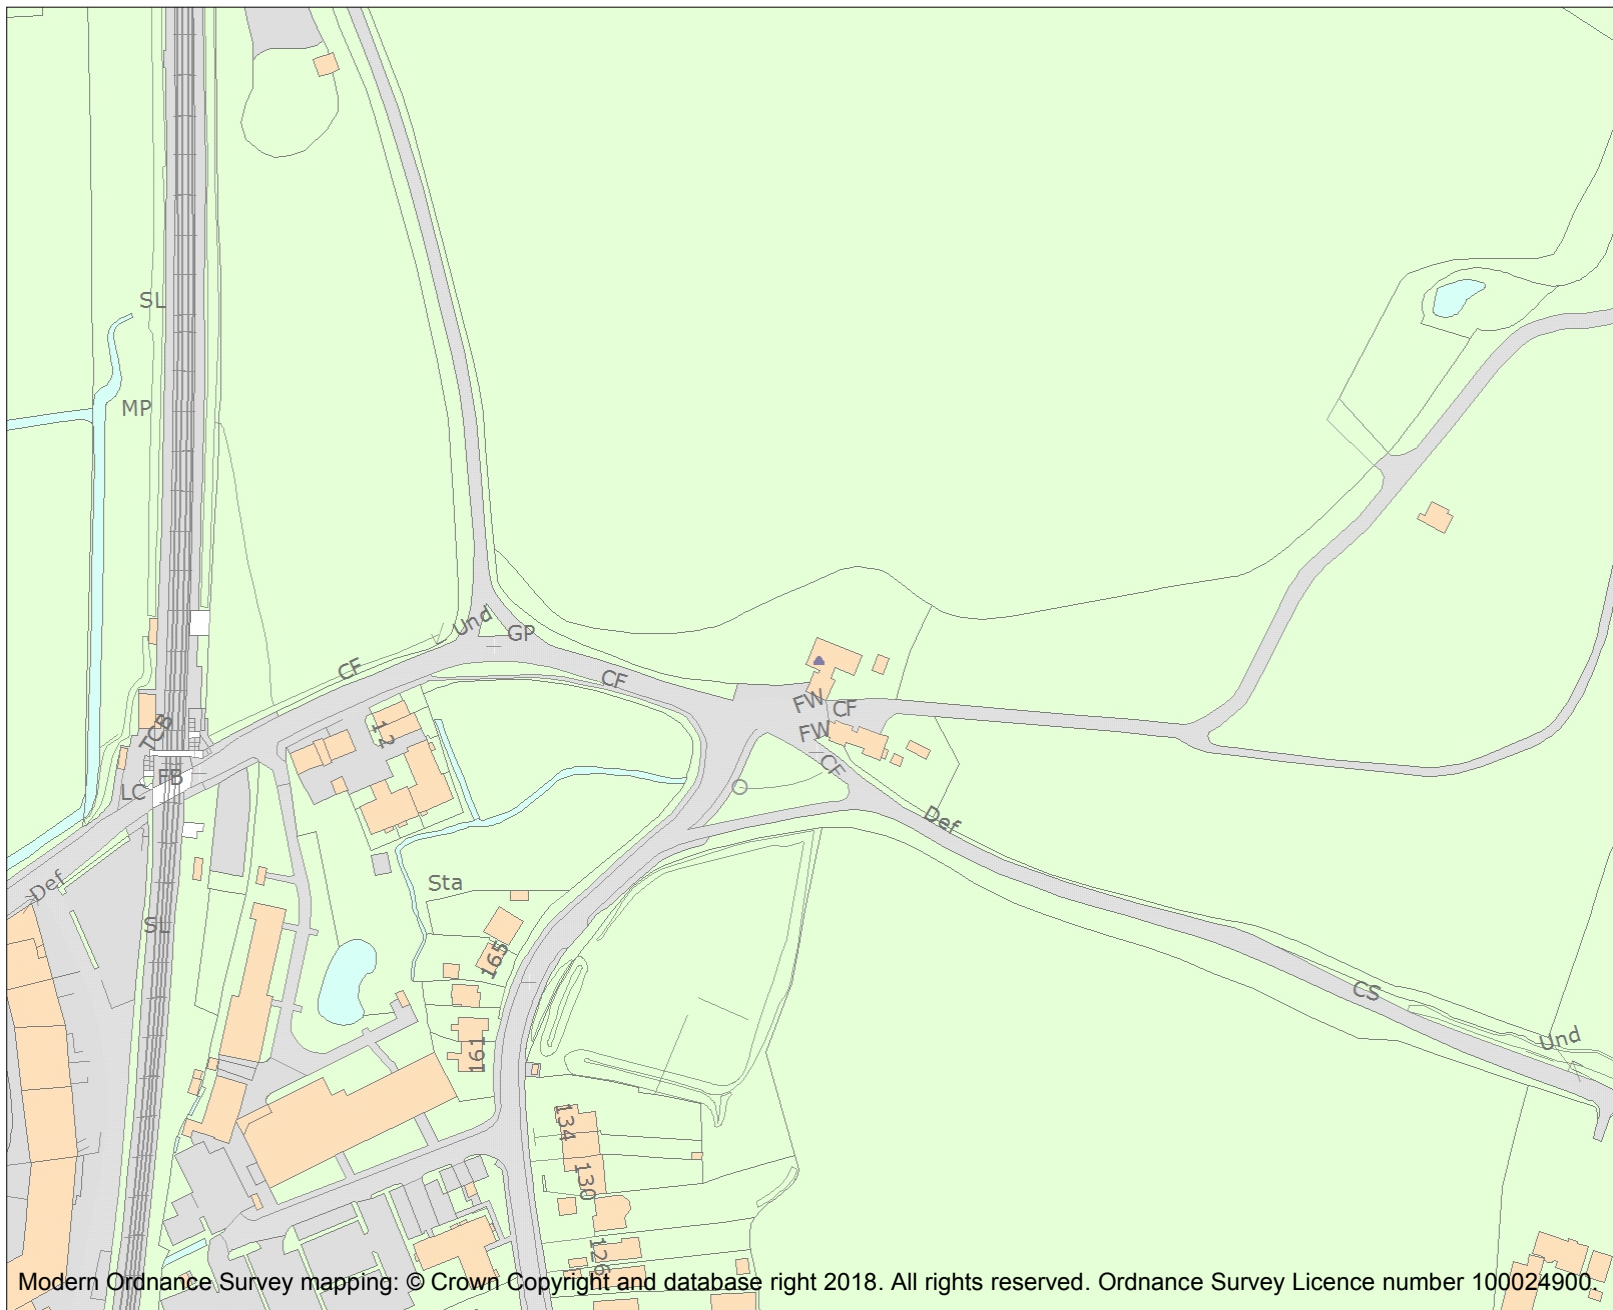 SL
MP
Und
GP
CF
CF
FW
CF
12
TCB
FW
CF
FB
LC
Def
Sta
Def
SL
165
CS
Und
161
134
130
126
Modern Ordnance Survey mapping: © Crown Copyright and database right 2018. All rights reserved. Ordnance Survey Licence number 100024900.